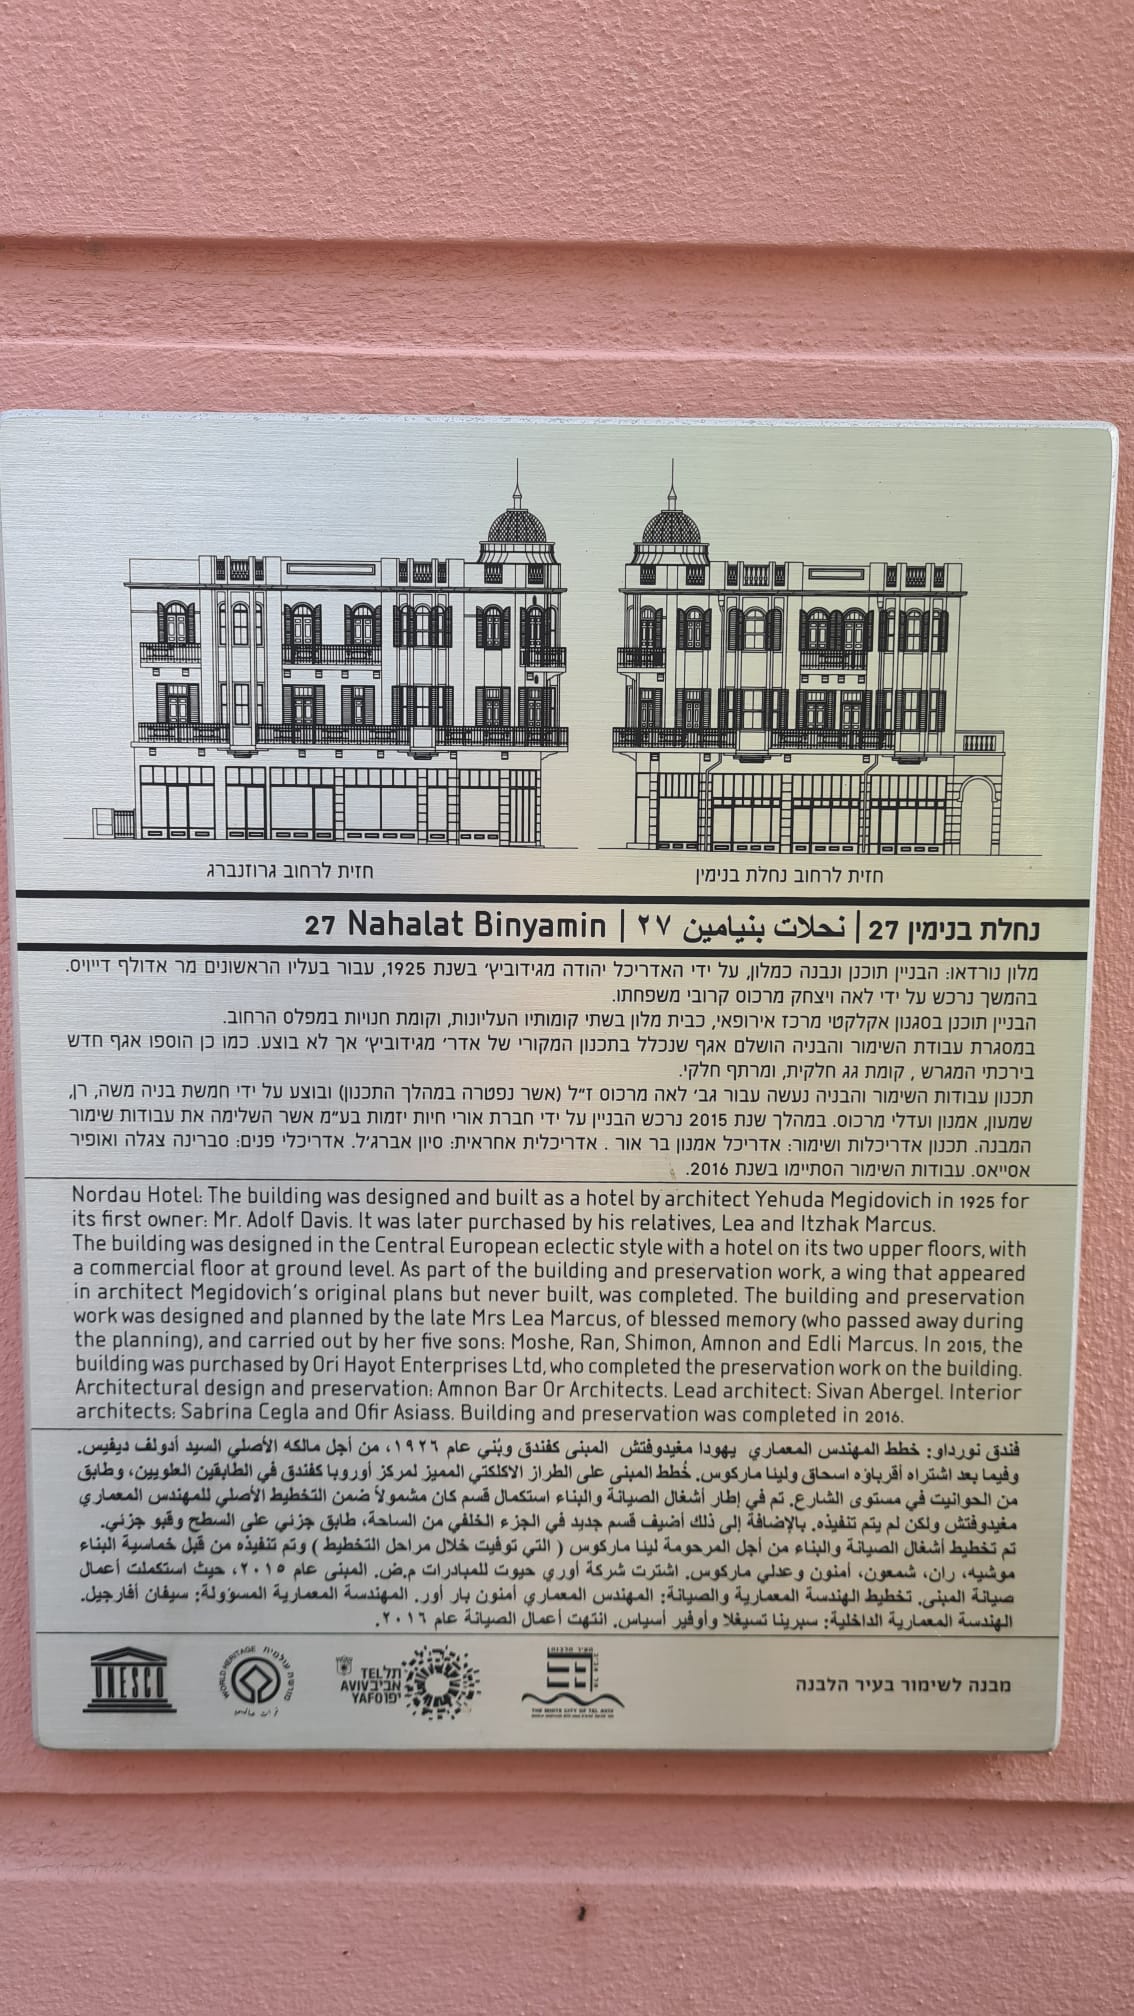 חזית לרחוב גרוזנברג
חזית לרחוב נחלת בנימין
נחלת בנימין 27 | نحلات بنيامين ٢٧ | 27 Nahalat Binyamin
מלון נורדאו: הבניין תוכנן ונבנה כמלון, על ידי האדריכל יהודה מגידוביץ' בשנת 1925, עבור בעליו הראשונים מר אדולף דייויס.
בהמשך נרכש על ידי לאה ויצחק מרכוס קרובי משפחתו.
הבניין תוכנן בסגנון אקלקטי מרכז אירופאי, כבית מלון בשתי קומותיו העליונות, וקומת חנויות במפלס הרחוב.
במסגרת עבודת השימור והבניה הושלם אגף שנכלל בתכנון המקורי של אדר' מגידוביץ' אך לא בוצע. כמו כן הוספו אגף חדש
בירכתי המגרש , קומת גג חלקית, ומרתף חלקי.
תכנון עבודות השימור והבניה נעשה עבור גב' לאה מרכוס ז"ל (אשר נפטרה במהלך התכנון) ובוצע על ידי חמשת בניה משה, רן,
שמעון, אמנון ועדלי מרכוס. במהלך שנת 2015 נרכש הבניין על ידי חברת אורי חיות יזמות בע"מ אשר השלימה את עבודות שימור
המבנה. תכנון אדריכלות ושימור: אדריכל אמנון בר אור . אדריכלית אחראית: סיון אברג'ל. אדריכלי פנים: סברינה צגלה ואופיר
אסייאס. עבודות השימור הסתיימו בשנת 2016.
Nordau Hotel: The building was designed and built as a hotel by architect Yehuda Megidovich in 1925 for
its first owner: Mr. Adolf Davis. It was later purchased by his relatives, Lea and Itzhak Marcus.
The building was designed in the Central European eclectic style with a hotel on its two upper floors, with
a commercial floor at ground level. As part of the building and preservation work, a wing that appeared
in architect Megidovich's original plans but never built, was completed. The building and preservation
work was designed and planned by the late Mrs Lea Marcus, of blessed memory (who passed away during
the planning), and carried out by her five sons: Moshe, Ran, Shimon, Amnon and Edli Marcus. In 2015, the
building was purchased by Ori Hayot Enterprises Ltd, who completed the preservation work on the building.
Architectural design and preservation: Amnon Bar Or Architects. Lead architect: Sivan Abergel. Interior
architects: Sabrina Cegla and Ofir Asiass. Building and preservation was completed in 2016.
فندق نورداو: خطط المهندس المعماري يهودا مغيدوفتش المبنى كفندق وبُني عام ١٩٢٦، من أجل مالكه الأصلي السيد أدولف ديفيس.
وفيما بعد اشتراه أقرباؤه اسحاق ولينا ماركوس. خُطط المبنى على الطراز الاكلكتي المميز لمركز أوروبا كفندق في الطابقين العلويين، وطابق
من الحوانيت في مستوى الشارع. تم في إطار أشغال الصيانة والبناء استكمال قسم كان مشمولاً ضمن التخطيط الأصلي للمهندس المعماري
مغيدوفتش ولكن لم يتم تنفيذه. بالإضافة إلى ذلك أضيف قسم جديد في الجزء الخلفي من الساحة، طابق جزئي على السطح وقبو جزئي.
تم تخطيط أشغال الصيانة والبناء من أجل المرحومة لينا ماركوس ( التي توفيت خلال مراحل التخطيط ) وتم تنفيذه من قبل خماسية البناء
موشيه، ران، شمعون، أمنون وعدلي ماركوس. اشترت شركة أوري حيوت للمبادرات م.ض. المبنى عام ٢٠١٥، حيث استكملت أعمال
صيانة المبنى. تخطيط الهندسة المعمارية والصيانة: المهندس المعماري أمنون بار أور. المهندسة المعمارية المسؤولة: سيفان أفارجيل.
الهندسة المعمارية الداخلية: سبرينا تسيغلا وأوفير أسياس. انتهت أعمال الصيانة عام ٢٠١٦.
UNESCO
WORLD HERITAGE
מורשת עולמית
TEL תל
AVIV אביב
YAFO יפו
THE WHITE CITY OF TEL AVIV
מבנה לשימור בעיר הלבנה